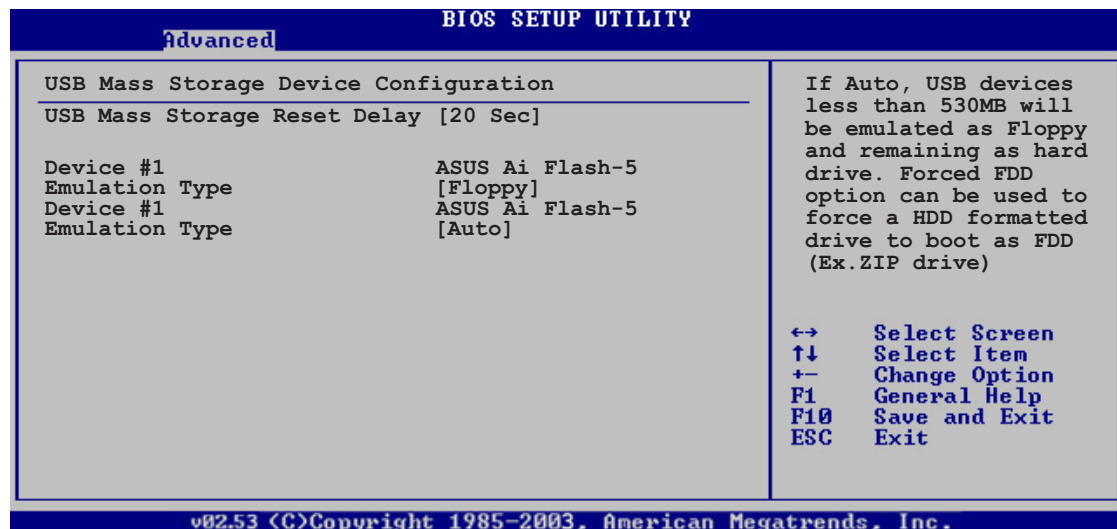 BIOS SETUP UTILITY
Advanced
USB Mass Storage Device Configuration
USB Mass Storage Reset Delay [20 Sec]
Device #1 ASUS Ai Flash-5
Emulation Type [Floppy]
Device #1 ASUS Ai Flash-5
Emulation Type [Auto]
If Auto, USB devices
less than 530MB will
be emulated as Floppy
and remaining as hard
drive. Forced FDD
option can be used to
force a HDD formatted
drive to boot as FDD
(Ex.ZIP drive)
←→ Select Screen
↑↓ Select Item
+- Change Option
F1 General Help
F10 Save and Exit
ESC Exit
v02.53 (C)Copyright 1985-2003, American Megatrends, Inc.